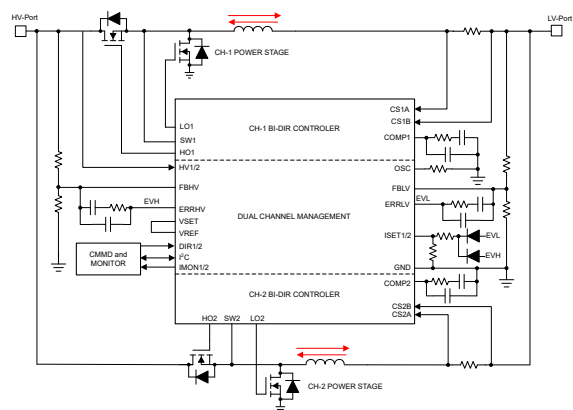 HV-Port
LV-Port
CH-1 POWER STAGE
CS1A
CS1B
LO1
CH-1 BI-DIR CONTROLER
COMP1
SW1
HO1
HV1/2
OSC
FBHV
FBLV
EVH
ERRHV
ERRLV
EVL
VSET
DUAL CHANNEL MANAGEMENT
VREF
ISET1/2
EVL
EVH
CMMD and
MONITOR
DIR1/2
I²C
IMON1/2
GND
COMP2
CH-2 BI-DIR CONTROLER
CS2B
CS2A
HO2
SW2
LO2
CH-2 POWER STAGE